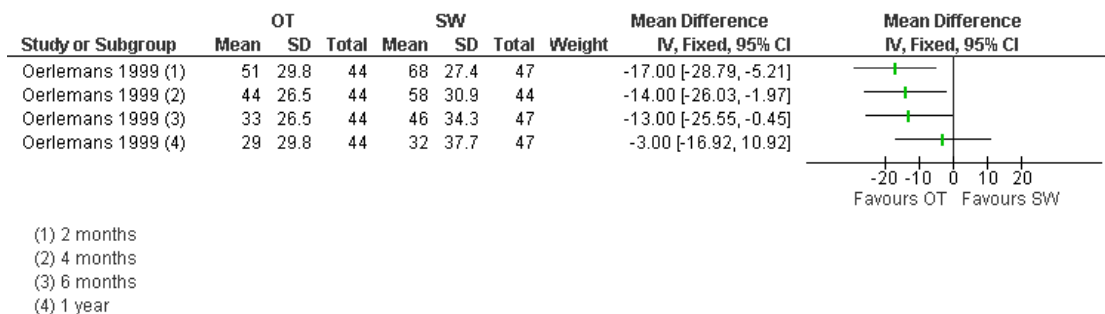 OT SW Mean Difference Mean Difference
Study or Subgroup Mean SD Total Mean SD Total Weight IV, Fixed, 95% CI IV, Fixed, 95% CI
Oerlemans 1999 (1) 51 29.8 44 68 27.4 47 -17.00 [-28.79, -5.21]
Oerlemans 1999 (2) 44 26.5 44 58 30.9 44 -14.00 [-26.03, -1.97]
Oerlemans 1999 (3) 33 26.5 44 46 34.3 47 -13.00 [-25.55, -0.45]
Oerlemans 1999 (4) 29 29.8 44 32 37.7 47 -3.00 [-16.92, 10.92]
-20 -10 0 10 20
Favours OT Favours SW
(1) 2 months
(2) 4 months
(3) 6 months
(4) 1 year